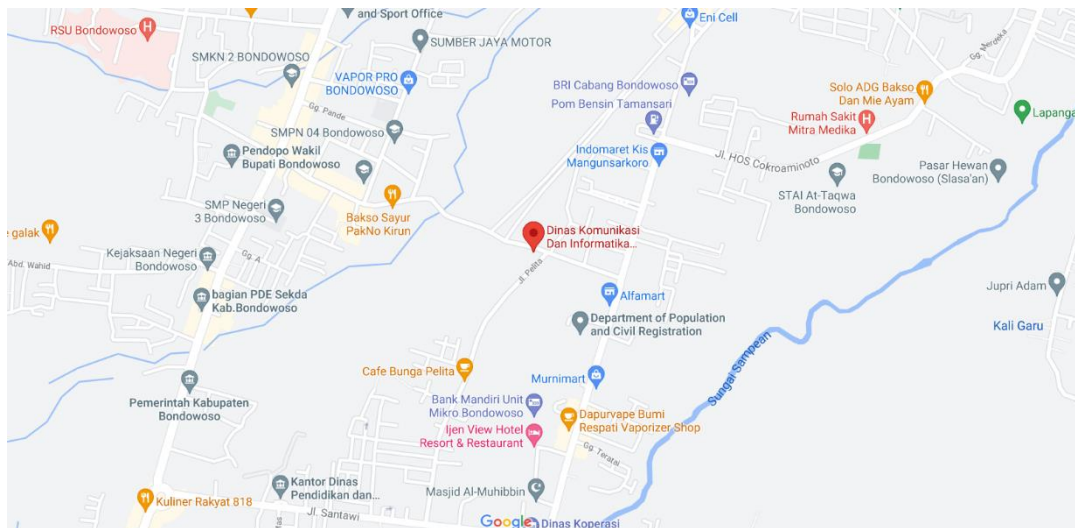 and Sport Office
RSU Bondowoso
SUMBER JAYA MOTOR
Eni Cell
SMKN 2 BONDOWOSO
VAPOR PRO
BONDOWOSO
BRI Cabang Bondowoso
Pom Bensin Tamansari
Gg. Merdeka
Solo ADG Bakso
Dan Mie Ayam
Gg. Pande
SMPN 04 Bondowoso
Rumah Sakit
Mitra Medika
Lapanga
Pendopo Wakil
Bupati Bondowoso
Indomaret Kis
Mangunsarkoro
Jl. HOS Cokroaminoto
Pasar Hewan
Bondowoso (Slasa'an)
STAI At-Taqwa
Bondowoso
SMP Negeri
3 Bondowoso
Bakso Sayur
PakNo Kirun
e galak
Dinas Komunikasi
Dan Informatika...
Abd. Wahid
Kejaksaan Negeri
Bondowoso
Gg. A
Jl. Pelita
Jupri Adam
bagian PDE Sekda
Kab.Bondowoso
Alfamart
Department of Population
and Civil Registration
Kali Garu
Sungai Sampean
Cafe Bunga Pelita
Murnimart
Pemerintah Kabupaten
Bondowoso
Bank Mandiri Unit
Mikro Bondowoso
Dapurvape Bumi
Respati Vaporizer Shop
Ijen View Hotel
Resort & Restaurant
Gg. Teratai
Kantor Dinas
Pendidikan dan...
Masjid Al-Muhibbin
Kuliner Rakyat 818
Jl. Santawi
Mas
Google
Dinas Koperasi